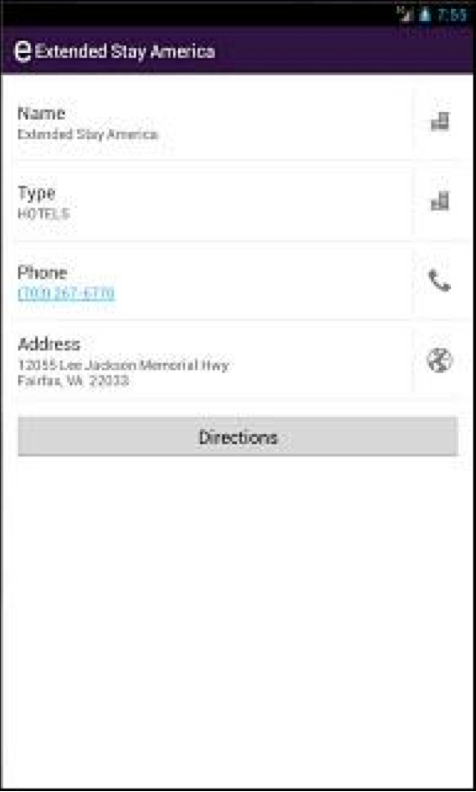 7:55
e Extended Stay America
Name
Extended Stay America
Type
HOTELS
Phone
(703) 267-6770
Address
12055 Lee Jackson Memorial Hwy
Fairfax, VA 22033
Directions